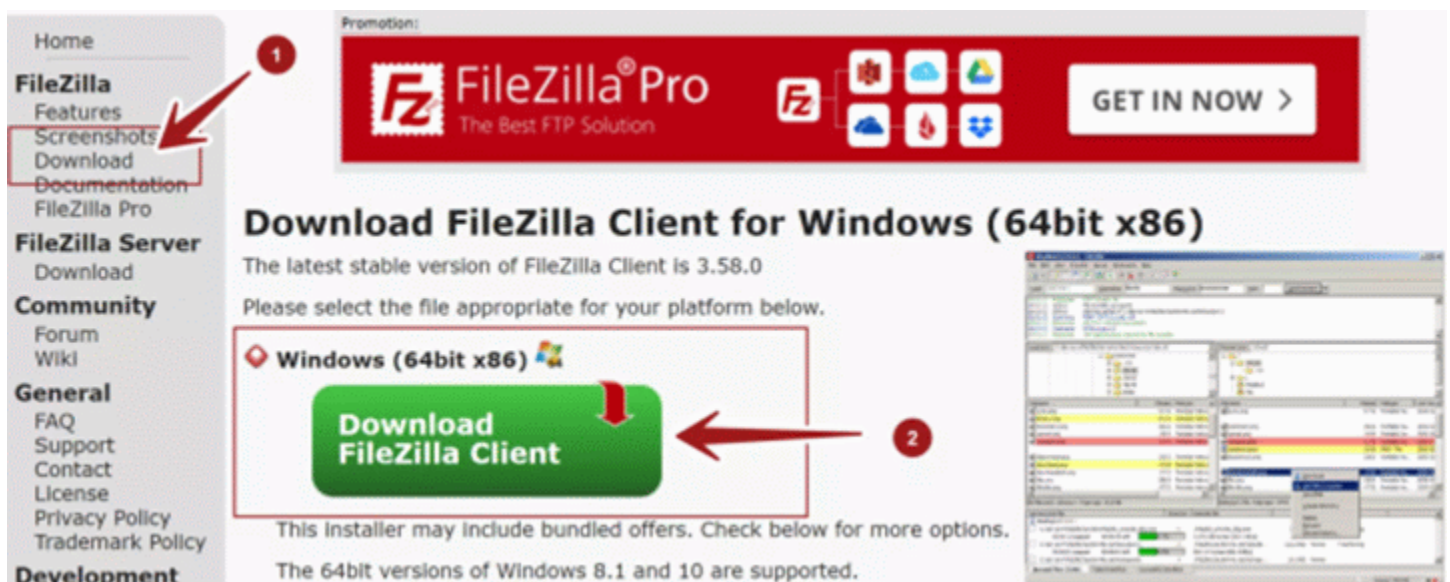 Home
FileZilla
Features
Screenshots
Download
Documentation
FileZilla Pro
FileZilla Server
Download
Community
Forum
Wiki
General
FAQ
Support
Contact
License
Privacy Policy
Trademark Policy
Development
1
Promotion:
FileZilla® Pro
The Best FTP Solution
GET IN NOW >
Download FileZilla Client for Windows (64bit x86)
The latest stable version of FileZilla Client is 3.58.0
Please select the file appropriate for your platform below.
Windows (64bit x86)
Download
FileZilla Client
2
This installer may include bundled offers. Check below for more options.
The 64bit versions of Windows 8.1 and 10 are supported.